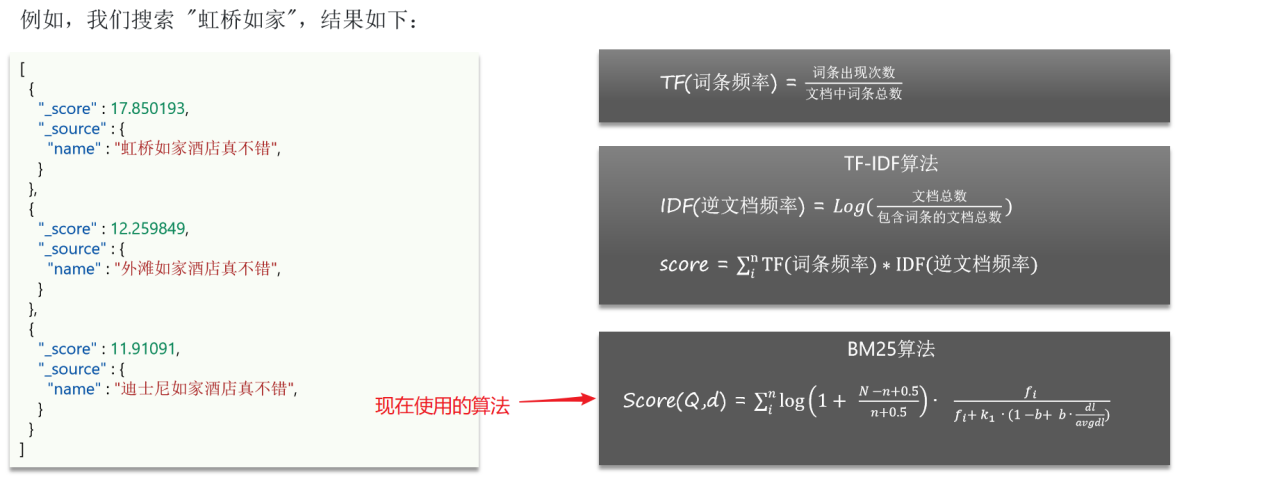 例如，我们搜索 "虹桥如家"，结果如下：
[
{
"_score" : 17.850193,
"_source" : {
"name" : "虹桥如家酒店真不错",
}
},
{
"_score" : 12.259849,
"_source" : {
"name" : "外滩如家酒店真不错",
}
},
{
"_score" : 11.91091,
"_source" : {
"name" : "迪士尼如家酒店真不错",
}
}
]
TF(词条频率) = 词条出现次数/文档中词条总数
TF-IDF算法
IDF(逆文档频率) = Log(文档总数/包含词条的文档总数)
score = ∑ᵢⁿ TF(词条频率) * IDF(逆文档频率)
现在使用的算法
BM25算法
Score(Q,d) = ∑ᵢⁿ log(1 + (N−n+0.5)/(n+0.5)) · fᵢ/(fᵢ + k₁ · (1 − b + b · dl/avgdl))